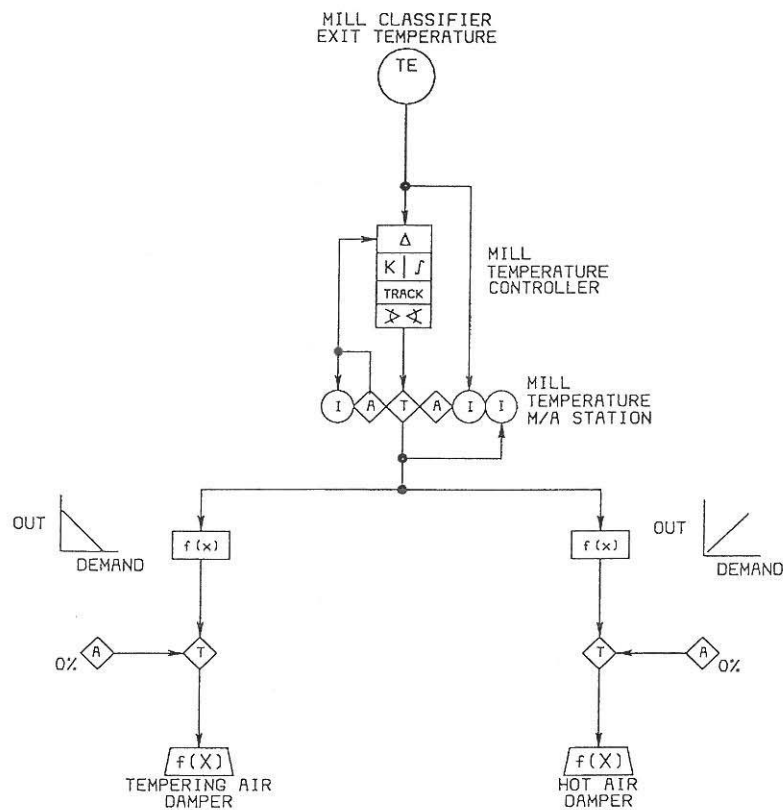 MILL CLASSIFIER
EXIT TEMPERATURE
TE
Δ
K ∫
TRACK
MILL
TEMPERATURE
CONTROLLER
I A T A I I
MILL
TEMPERATURE
M/A STATION
OUT
DEMAND
f(x)
f(x)
OUT
DEMAND
0% A T
T A 0%
f(X)
TEMPERING AIR
DAMPER
f(X)
HOT AIR
DAMPER